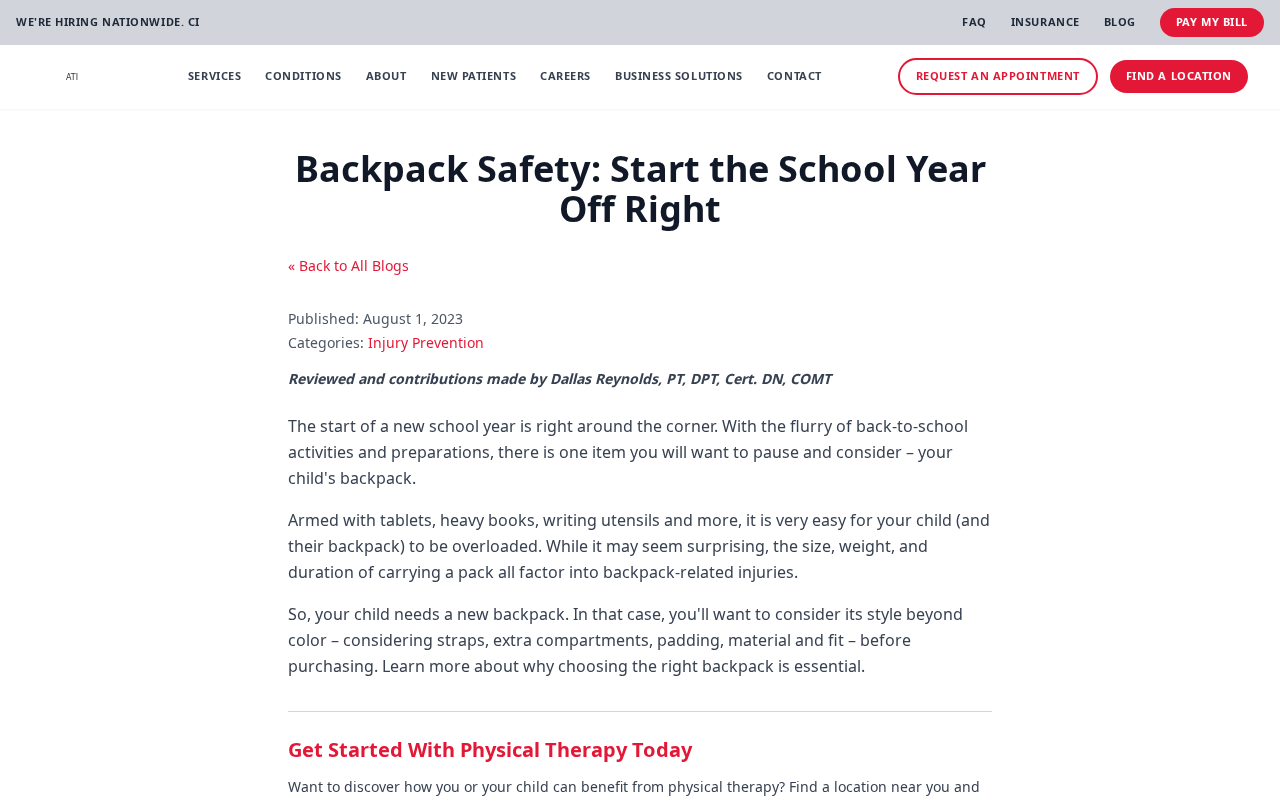 WE'RE HIRING NATIONWIDE. CI
FAQ INSURANCE BLOG PAY MY BILL
ATI SERVICES CONDITIONS ABOUT NEW PATIENTS CAREERS BUSINESS SOLUTIONS CONTACT REQUEST AN APPOINTMENT FIND A LOCATION
Backpack Safety: Start the School Year
Off Right
« Back to All Blogs
Published: August 1, 2023
Categories: Injury Prevention
Reviewed and contributions made by Dallas Reynolds, PT, DPT, Cert. DN, COMT
The start of a new school year is right around the corner. With the flurry of back-to-school
activities and preparations, there is one item you will want to pause and consider – your
child's backpack.
Armed with tablets, heavy books, writing utensils and more, it is very easy for your child (and
their backpack) to be overloaded. While it may seem surprising, the size, weight, and
duration of carrying a pack all factor into backpack-related injuries.
So, your child needs a new backpack. In that case, you'll want to consider its style beyond
color – considering straps, extra compartments, padding, material and fit – before
purchasing. Learn more about why choosing the right backpack is essential.
Get Started With Physical Therapy Today
Want to discover how you or your child can benefit from physical therapy? Find a location near you and